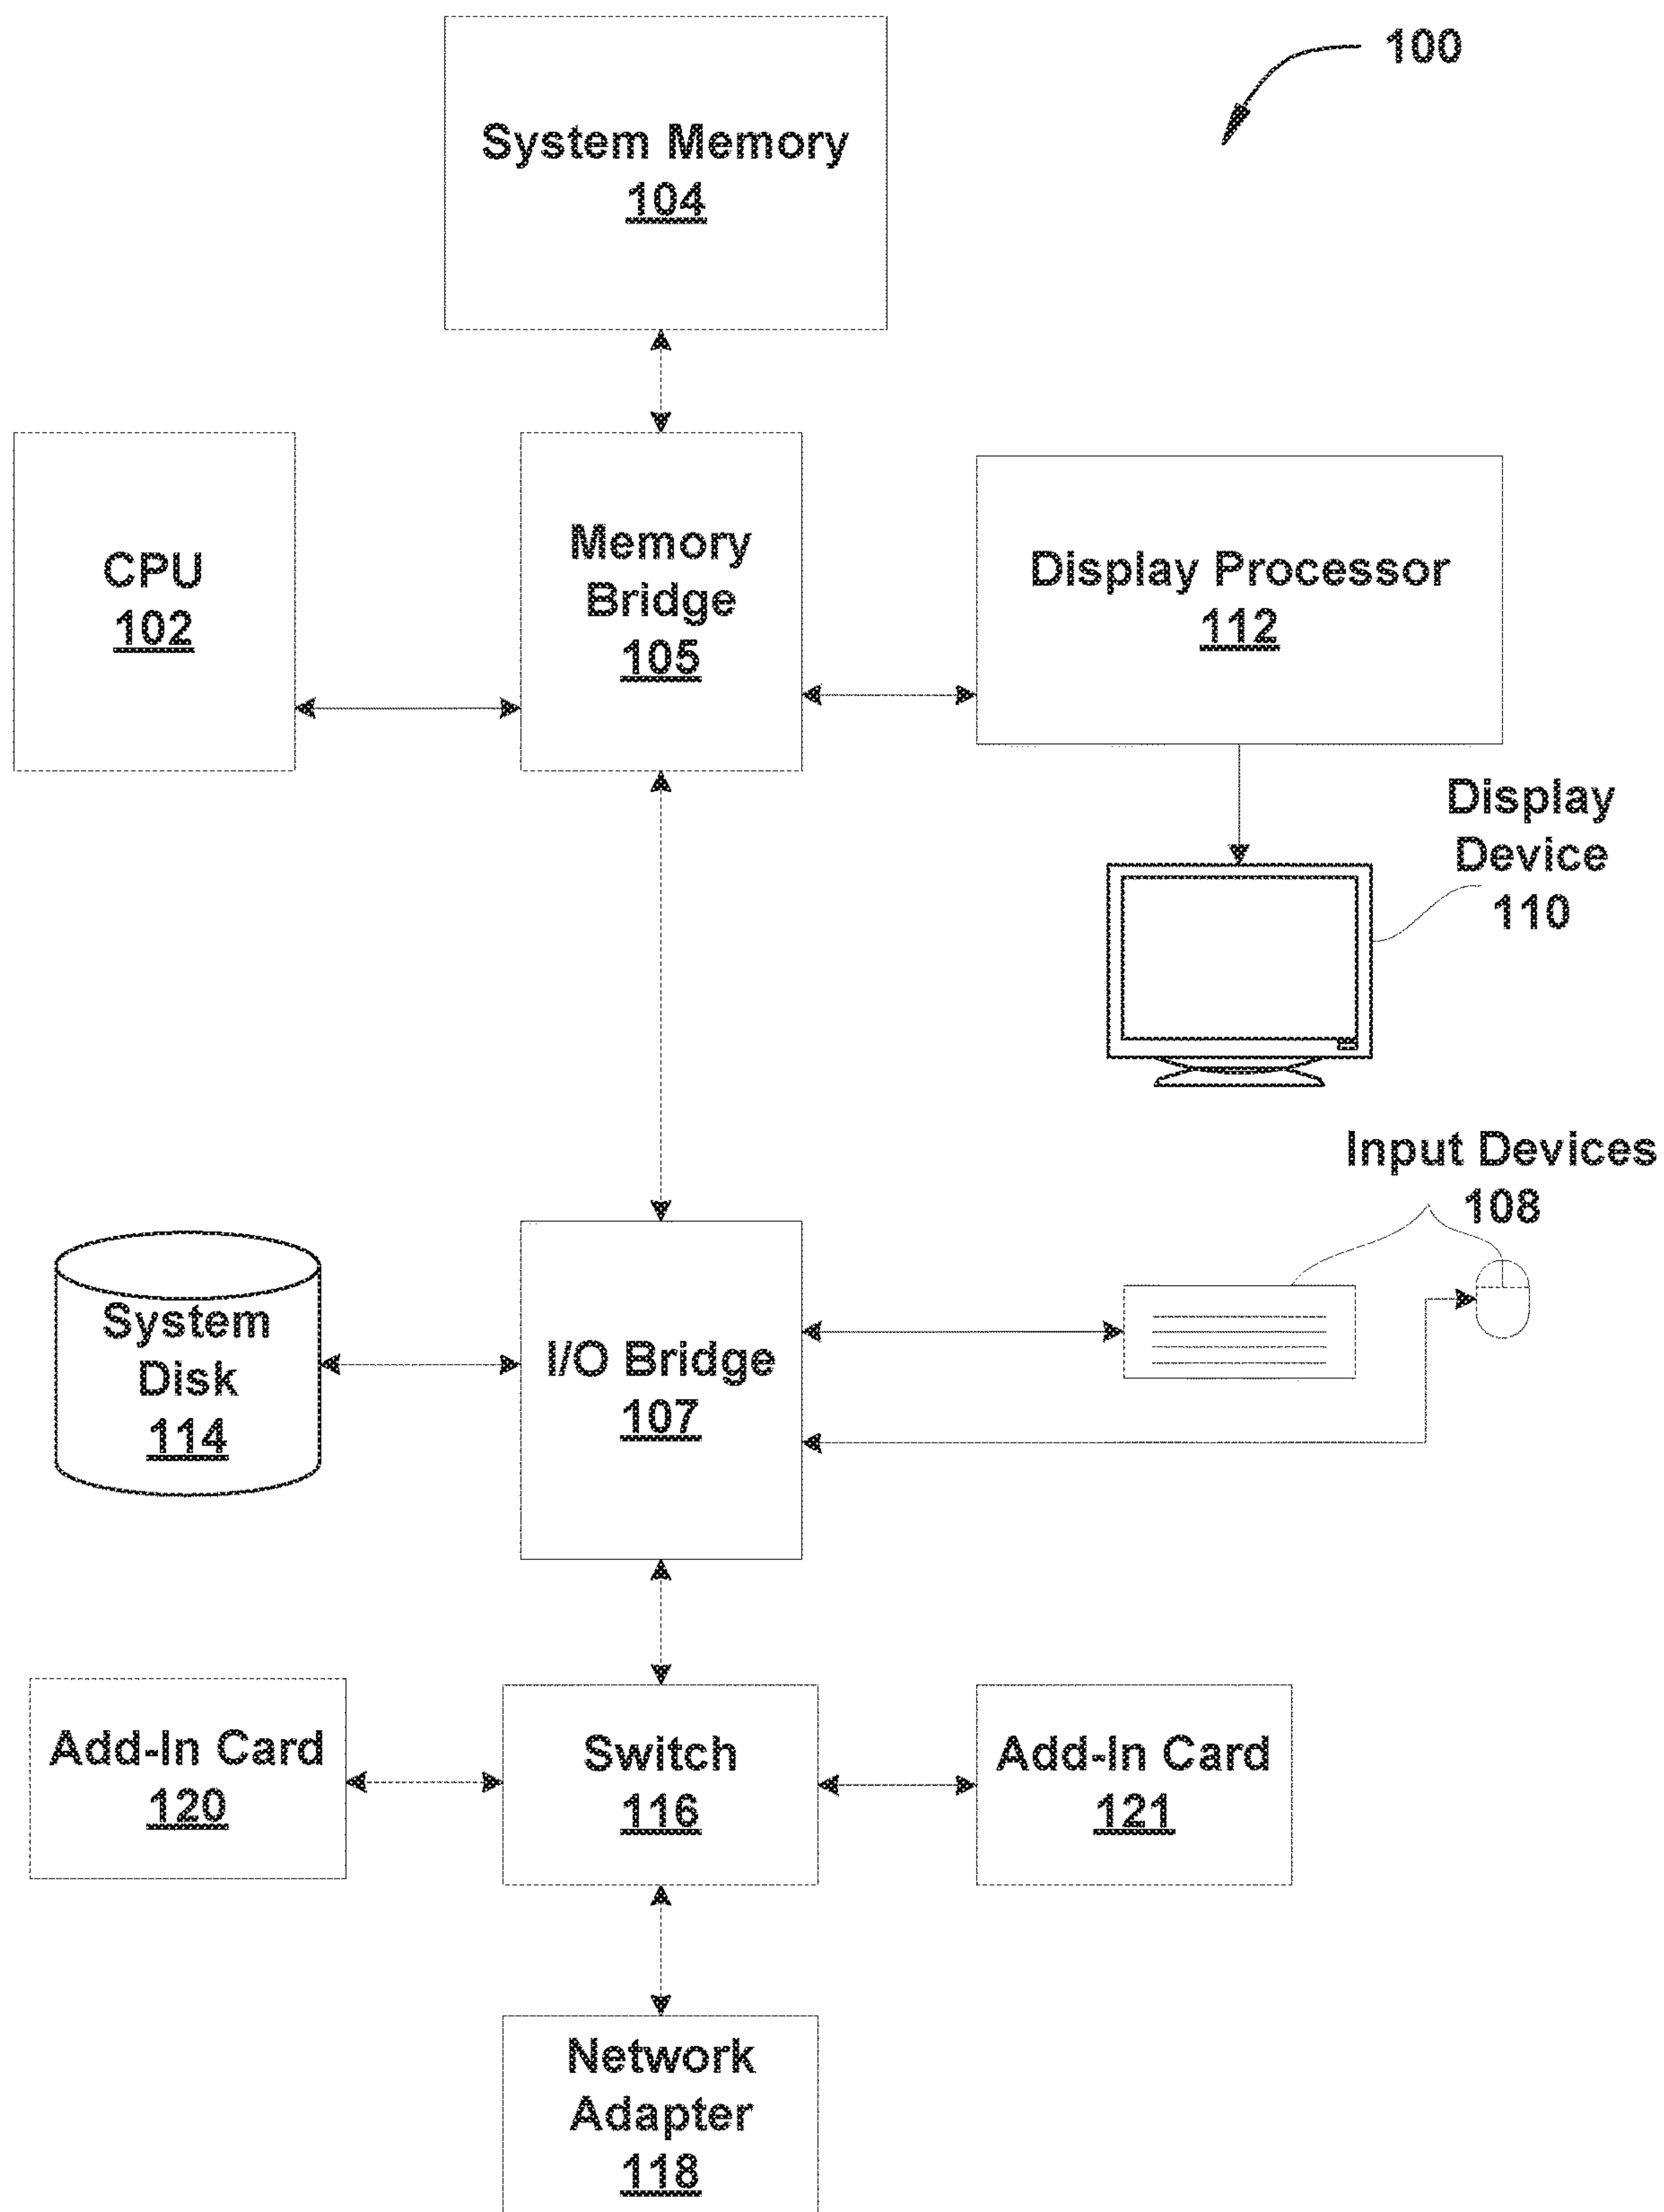 100
System Memory
104
CPU
102
Memory
Bridge
105
Display Processor
112
Display
Device
110
Input Devices
108
System
Disk
114
I/O Bridge
107
Add-In Card
120
Switch
116
Add-In Card
121
Network
Adapter
118